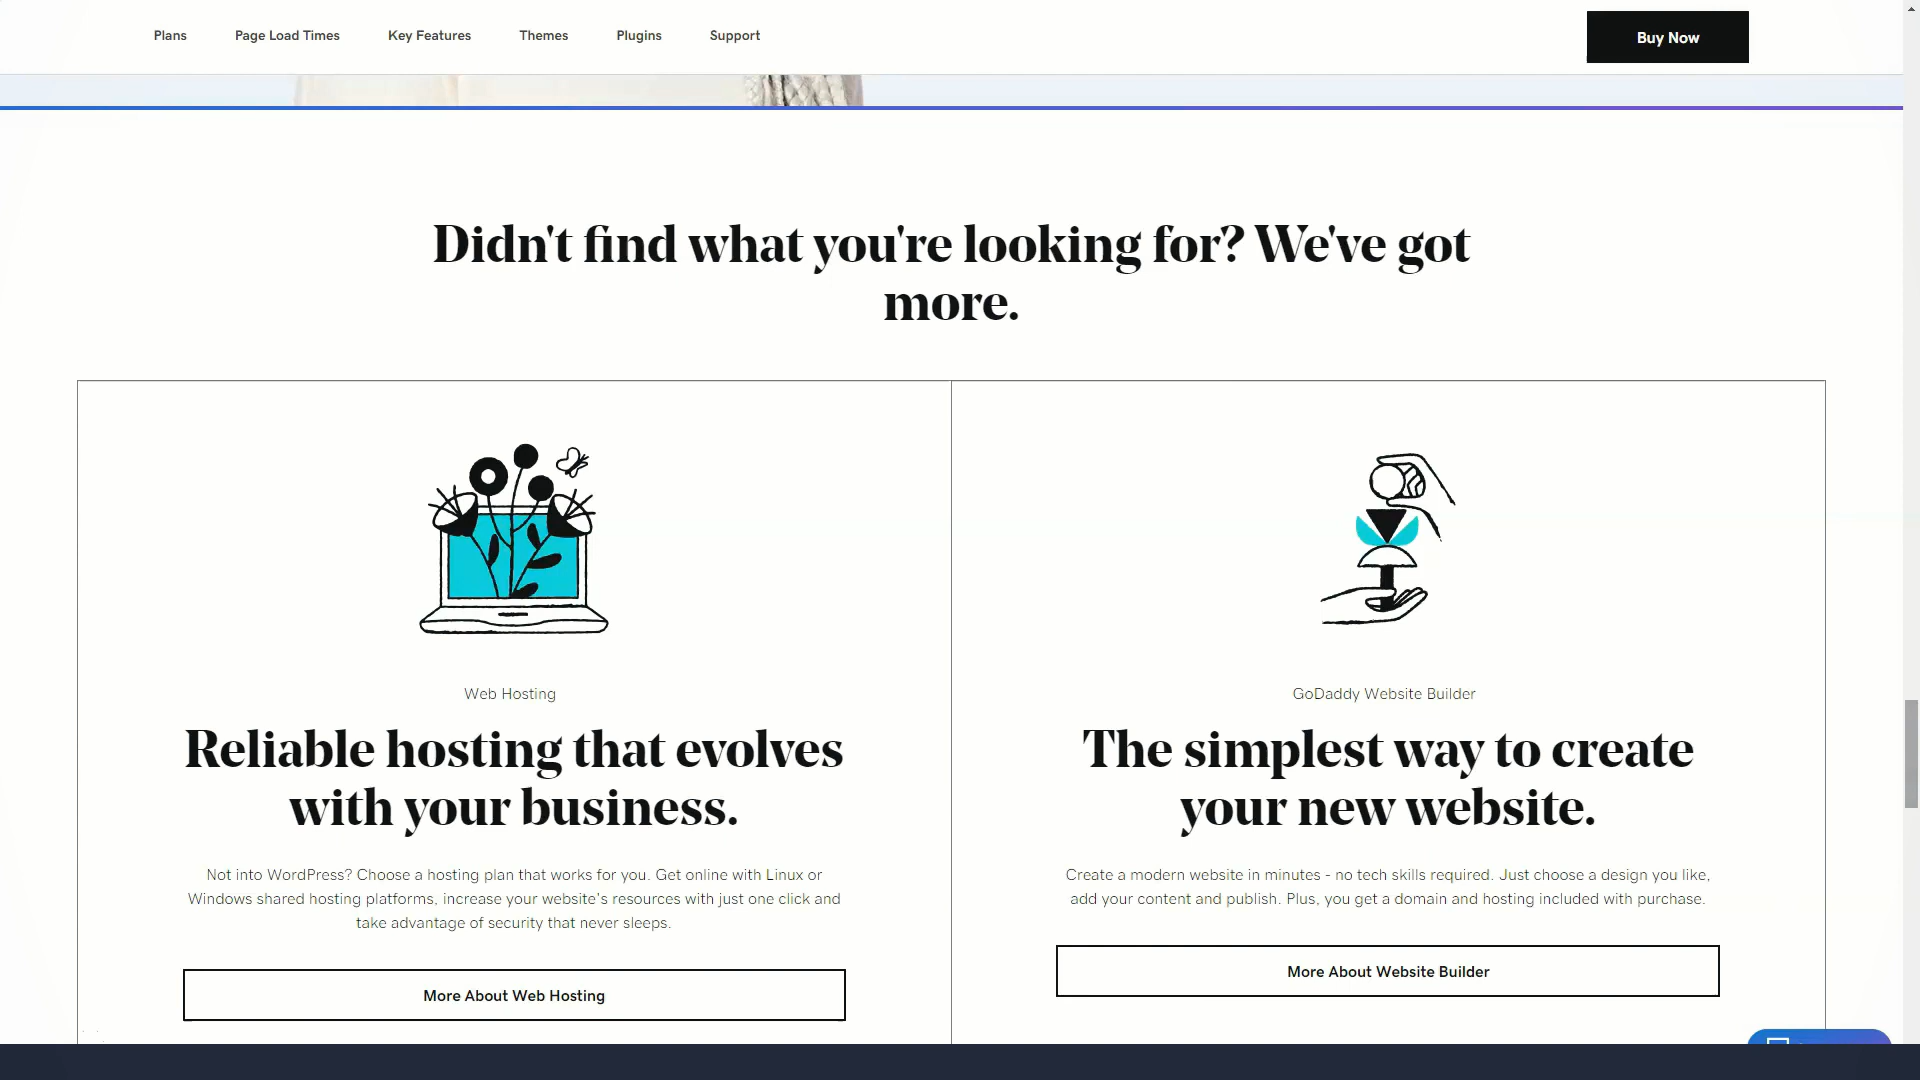 Plans Page Load Times Key Features Themes Plugins Support Buy Now
Didn't find what you're looking for? We've got
more.
Web Hosting
Reliable hosting that evolves
with your business.
Not into WordPress? Choose a hosting plan that works for you. Get online with Linux or
Windows shared hosting platforms, increase your website's resources with just one click and
take advantage of security that never sleeps.
More About Web Hosting
GoDaddy Website Builder
The simplest way to create
your new website.
Create a modern website in minutes - no tech skills required. Just choose a design you like,
add your content and publish. Plus, you get a domain and hosting included with purchase.
More About Website Builder